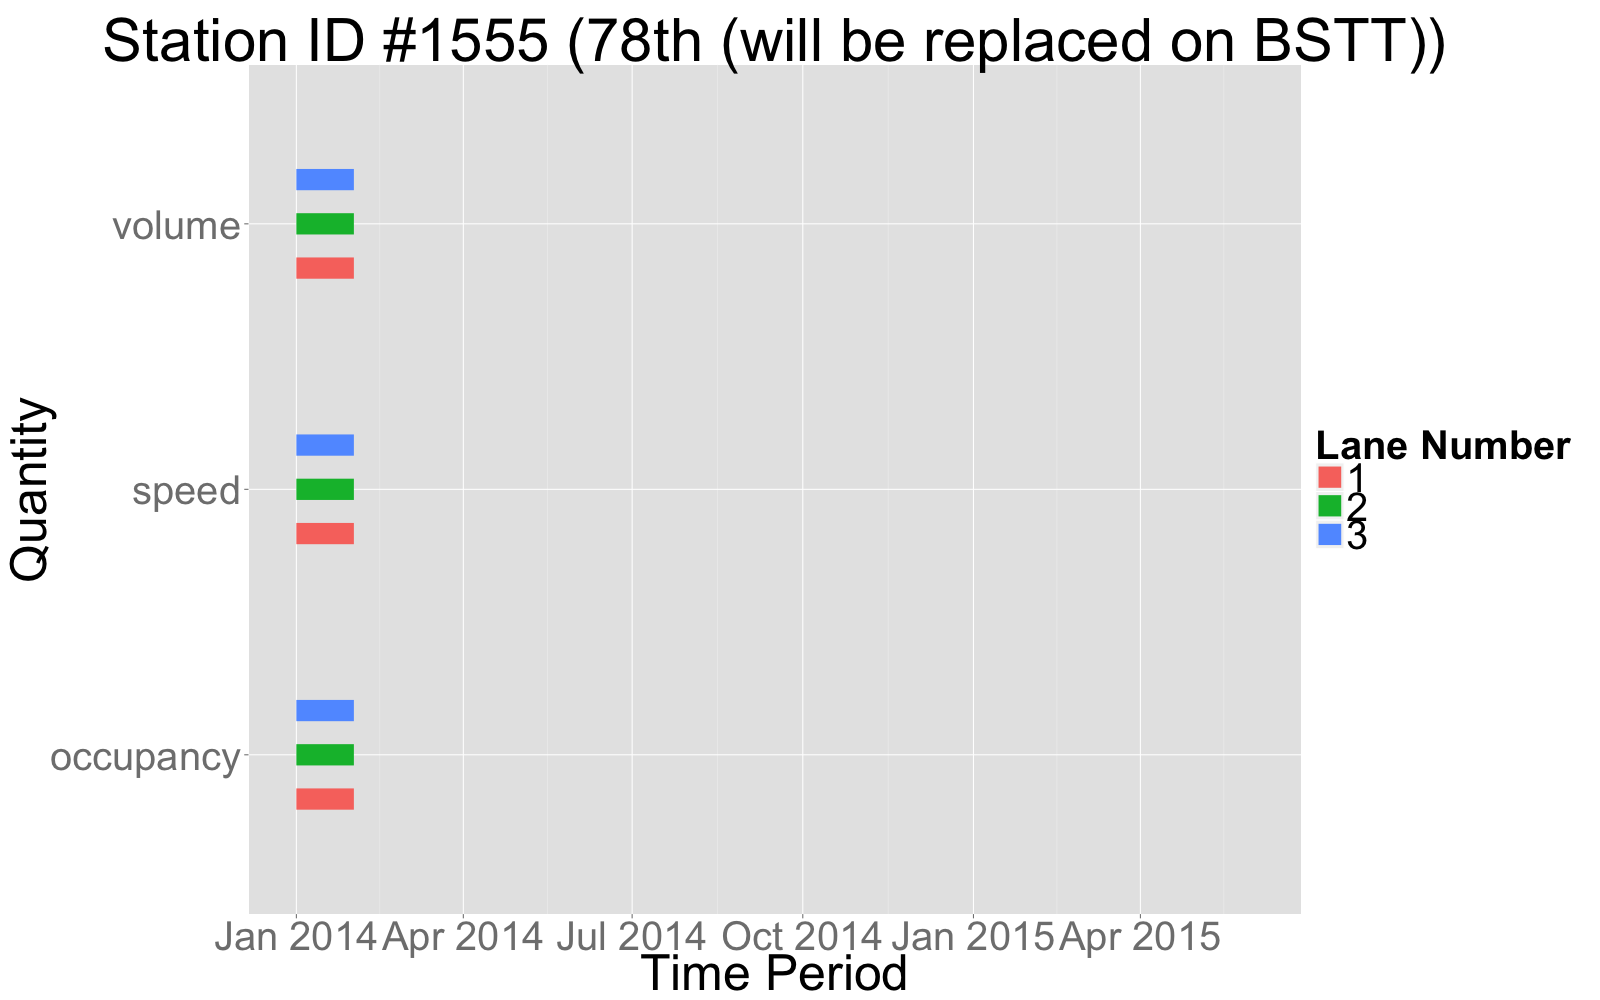 Station ID #1555 (78th (will be replaced on BSTT))
volume
speed
occupancy
Quantity
Jan 2014 Apr 2014 Jul 2014 Oct 2014 Jan 2015 Apr 2015
Time Period
Lane Number
1
2
3